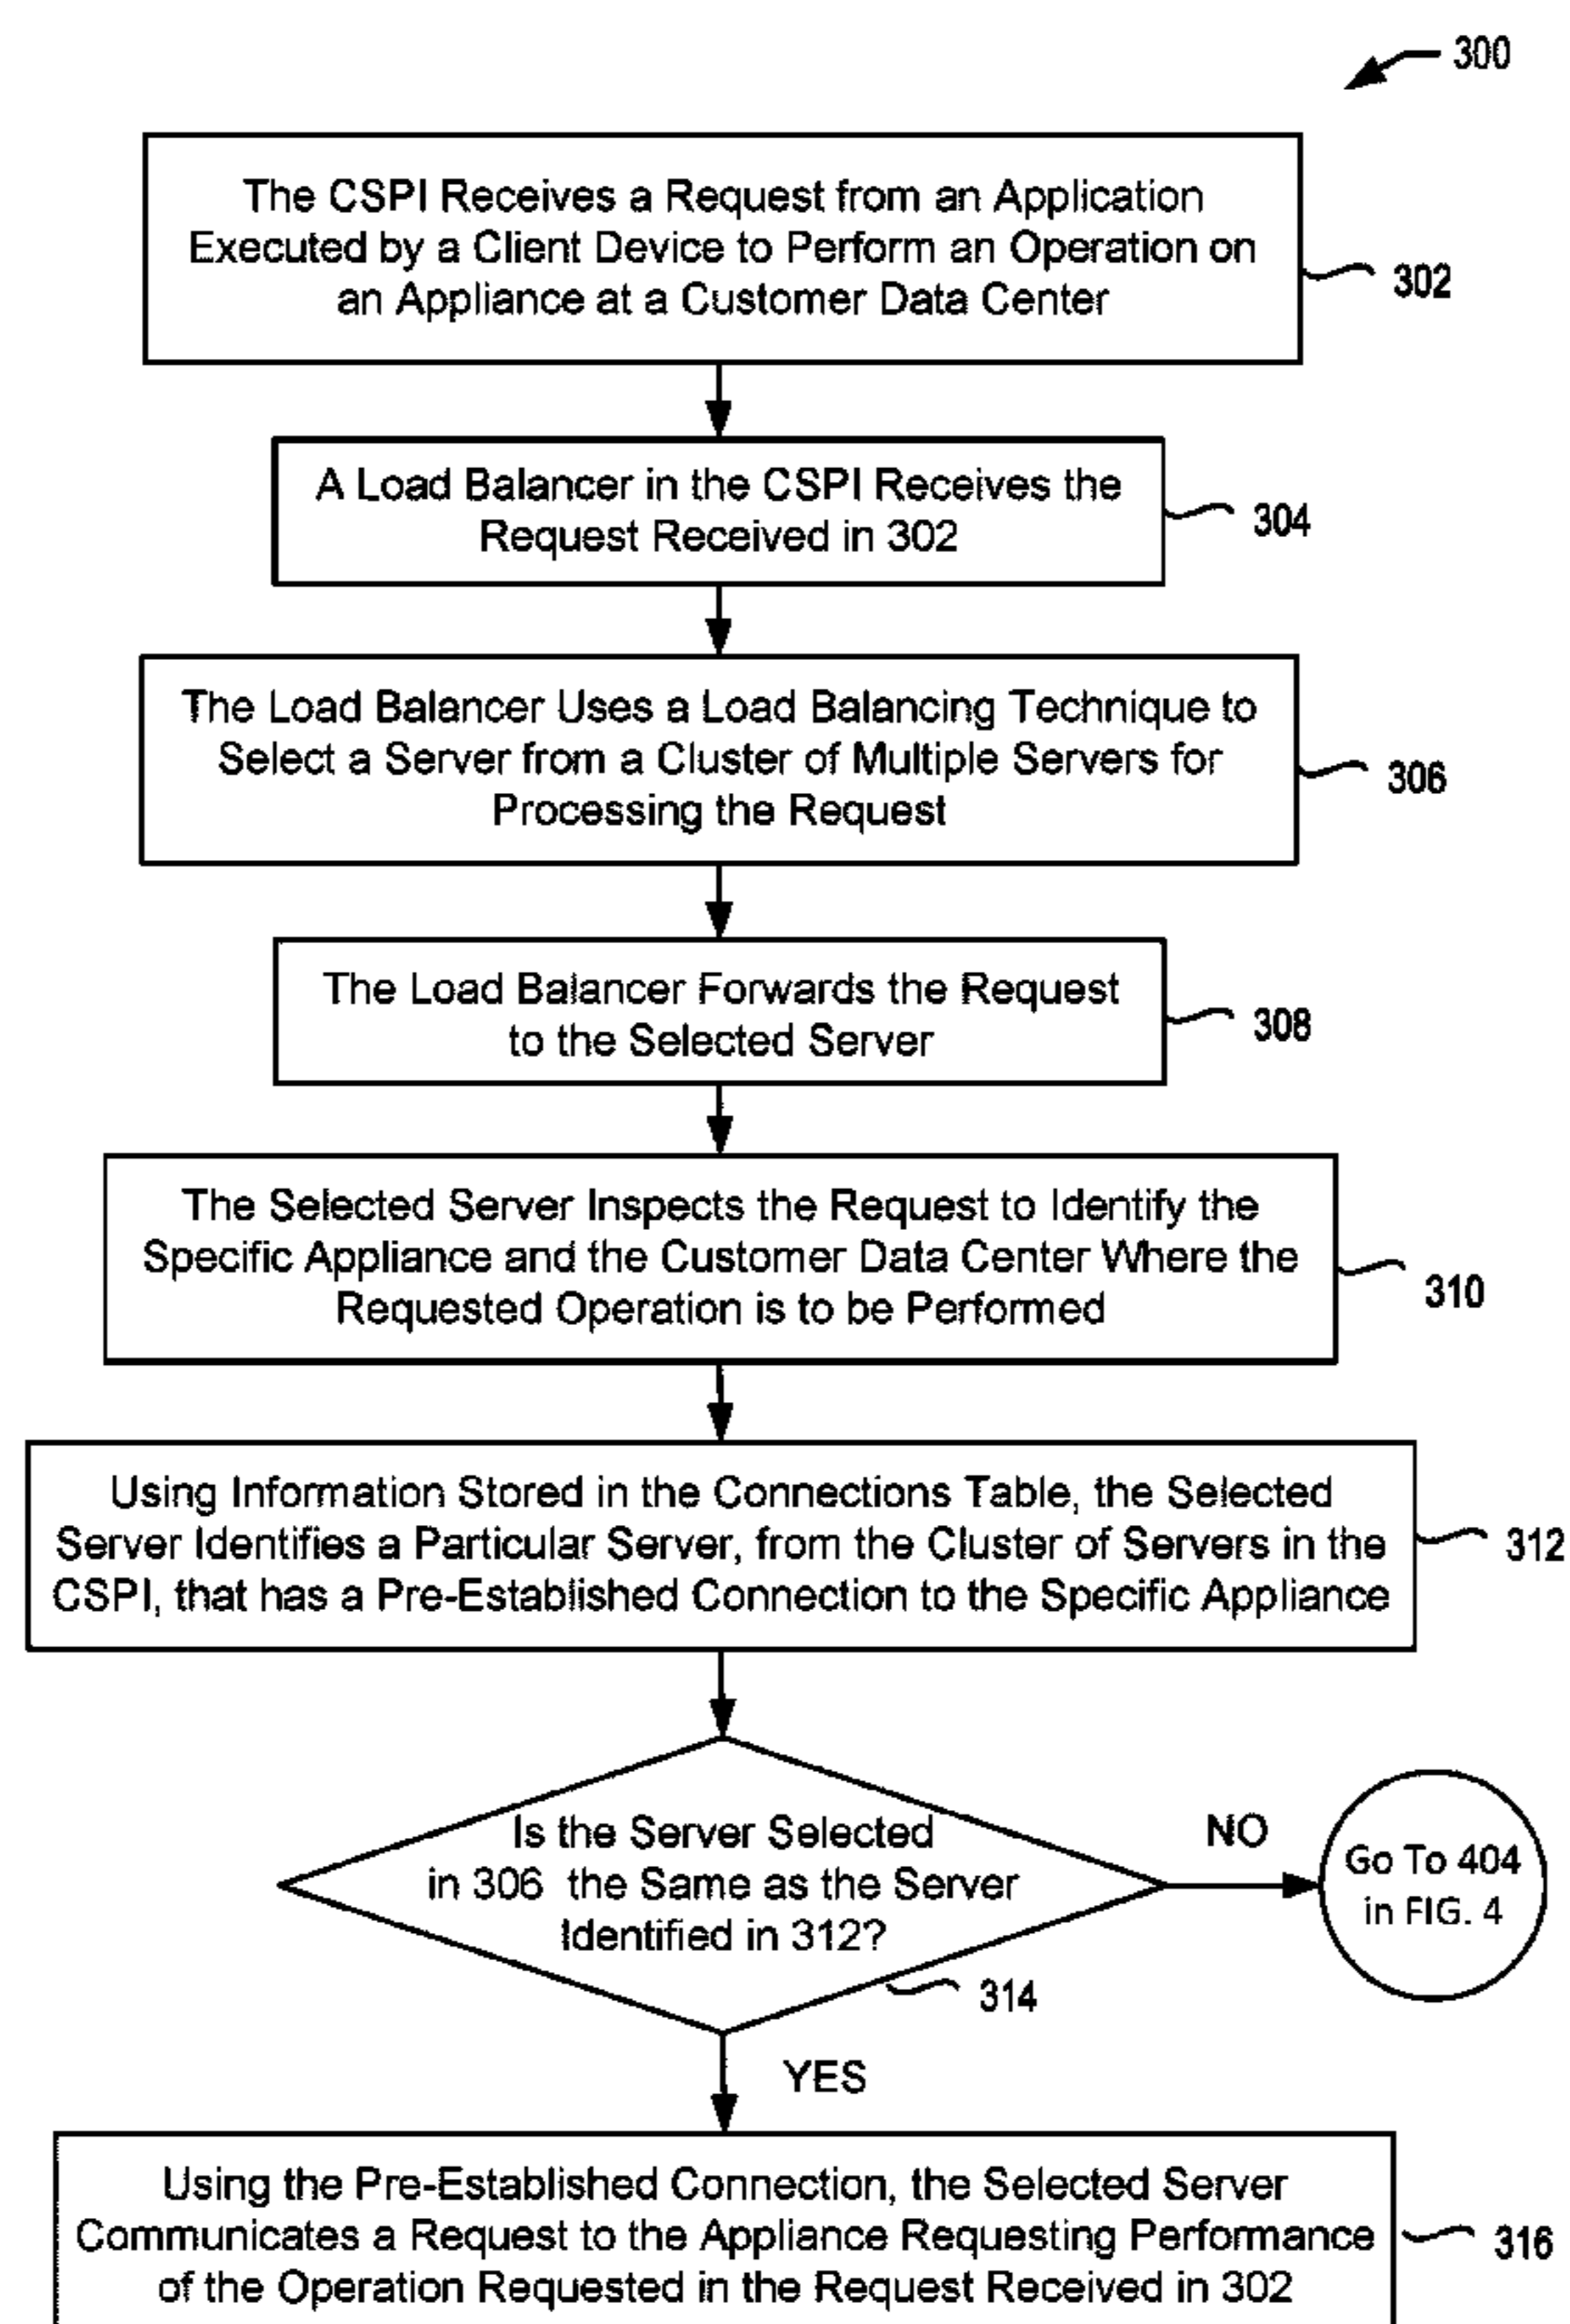 300
The CSPI Receives a Request from an Application
Executed by a Client Device to Perform an Operation on
an Appliance at a Customer Data Center
302
A Load Balancer in the CSPI Receives the
Request Received in 302
304
The Load Balancer Uses a Load Balancing Technique to
Select a Server from a Cluster of Multiple Servers for
Processing the Request
306
The Load Balancer Forwards the Request
to the Selected Server
308
The Selected Server Inspects the Request to Identify the
Specific Appliance and the Customer Data Center Where the
Requested Operation is to be Performed
310
Using Information Stored in the Connections Table, the Selected
Server Identifies a Particular Server, from the Cluster of Servers in the
CSPI, that has a Pre-Established Connection to the Specific Appliance
312
Is the Server Selected
in 306 the Same as the Server
Identified in 312?
314
NO
Go To 404
in FIG. 4
YES
Using the Pre-Established Connection, the Selected Server
Communicates a Request to the Appliance Requesting Performance
of the Operation Requested in the Request Received in 302
316